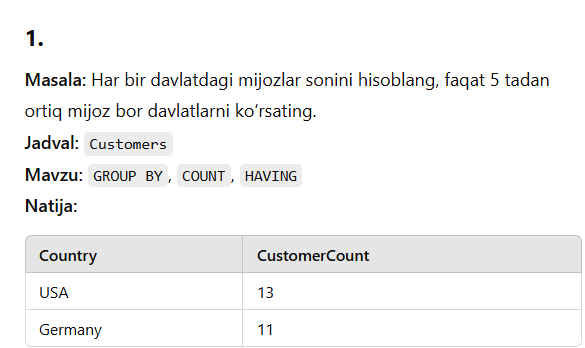 1.
Masala: Har bir davlatdagi mijozlar sonini hisoblang, faqat 5 tadan
ortiq mijoz bor davlatlarni ko‘rsating.
Jadval: Customers
Mavzu: GROUP BY, COUNT, HAVING
Natija:
Country CustomerCount
USA 13
Germany 11